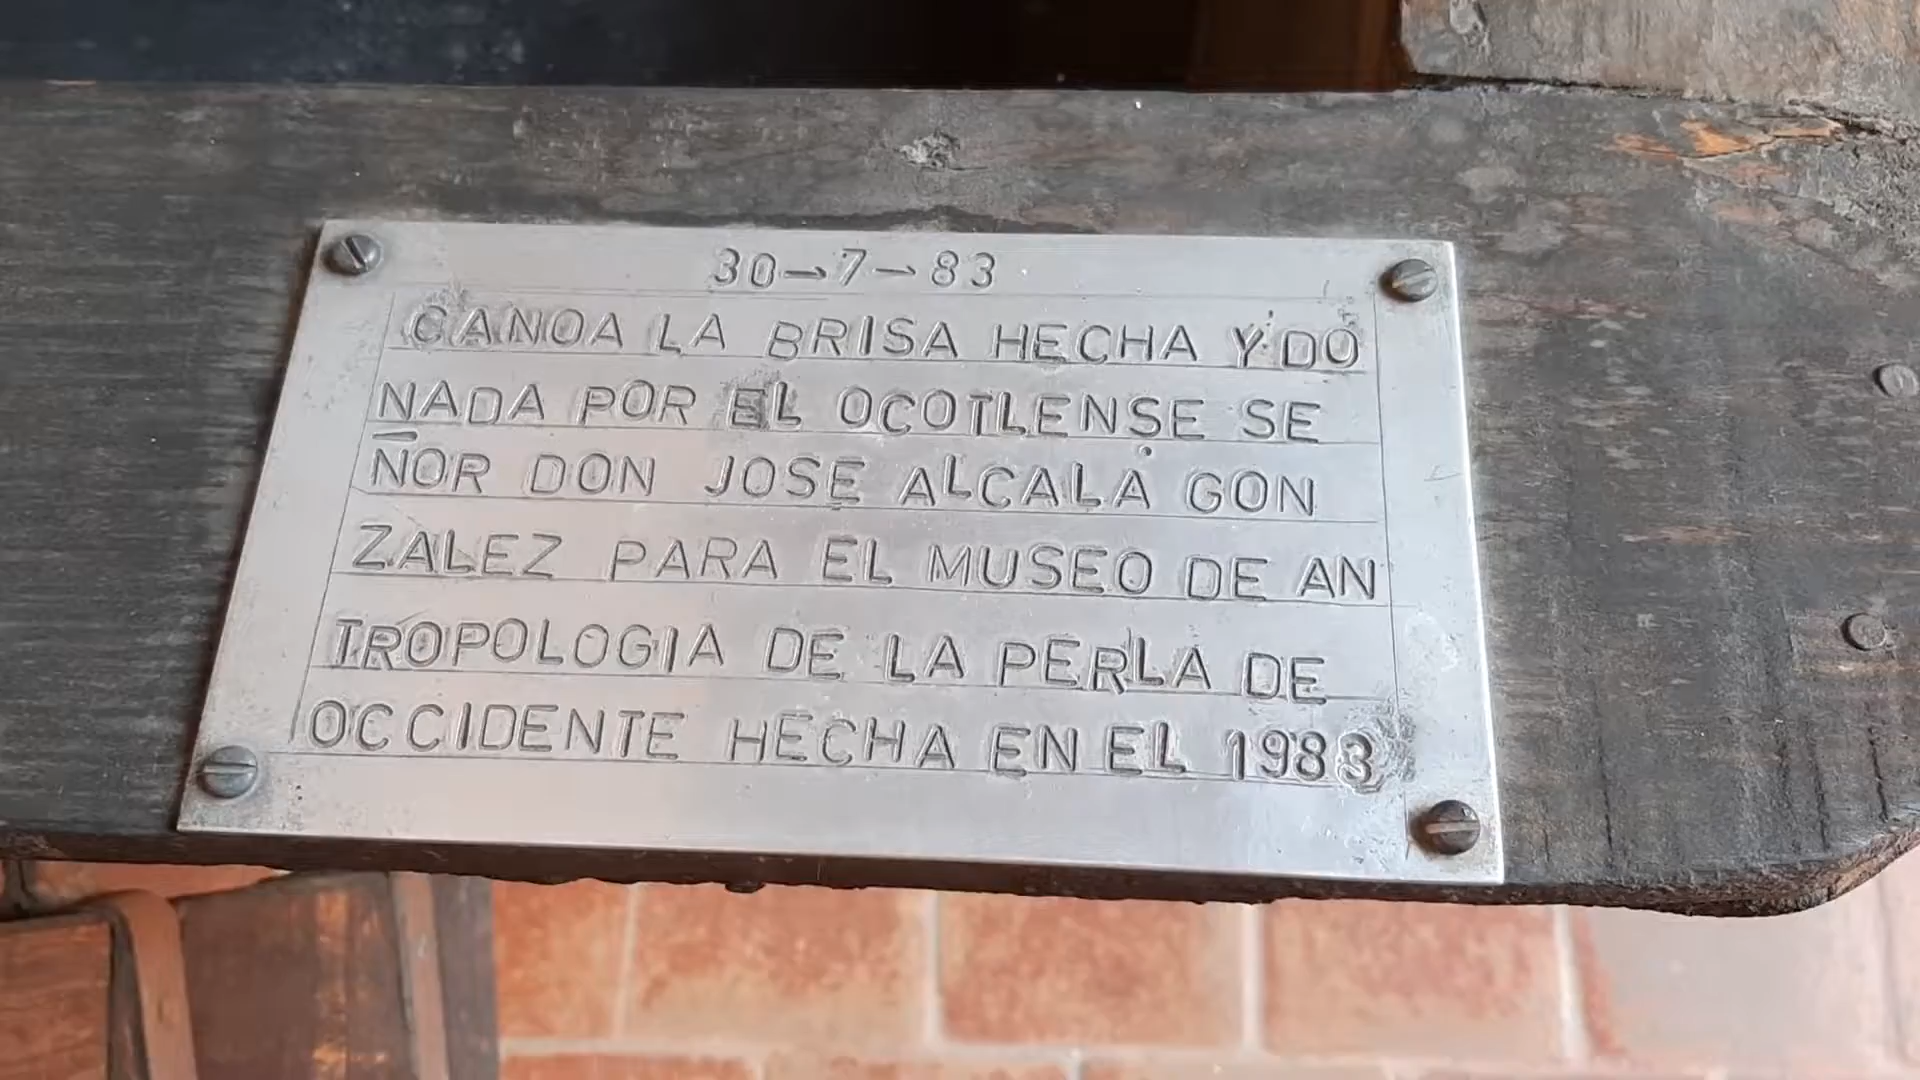 30-7-83
CANOA LA BRISA HECHA Y DO
NADA POR EL OCOTLENSE SE
ÑOR DON JOSE ALCALA GON
ZALEZ PARA EL MUSEO DE AN
TROPOLOGIA DE LA PERLA DE
OCCIDENTE HECHA EN EL 1983